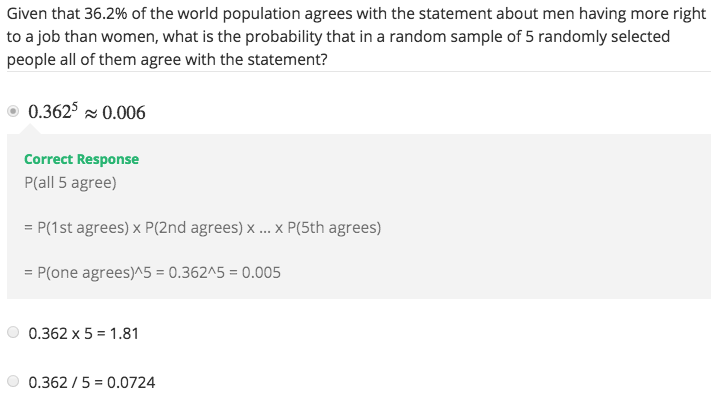 Given that 36.2% of the world population agrees with the statement about men having more right
to a job than women, what is the probability that in a random sample of 5 randomly selected
people all of them agree with the statement?
0.362⁵ ≈ 0.006
Correct Response
P(all 5 agree)
= P(1st agrees) x P(2nd agrees) x ... x P(5th agrees)
= P(one agrees)^5 = 0.362^5 = 0.005
0.362 x 5 = 1.81
0.362 / 5 = 0.0724